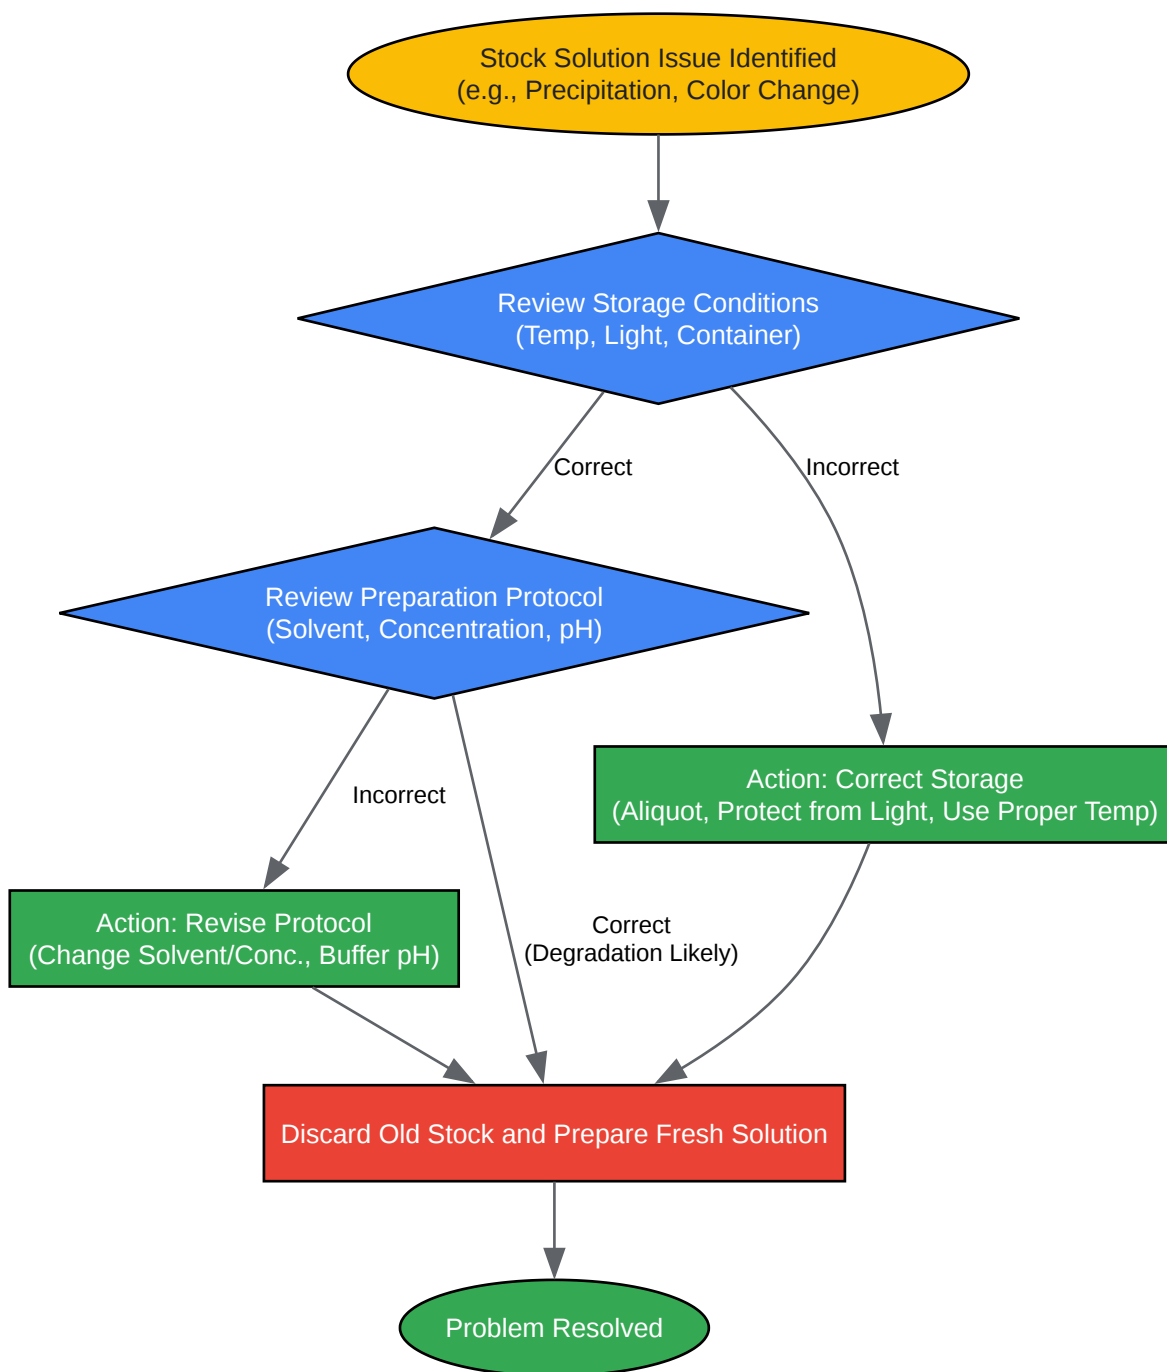 Stock Solution Issue Identified
(e.g., Precipitation, Color Change)
Review Storage Conditions
(Temp, Light, Container)
Correct
Incorrect
Review Preparation Protocol
(Solvent, Concentration, pH)
Incorrect
Action: Correct Storage
(Aliquot, Protect from Light, Use Proper Temp)
Action: Revise Protocol
(Change Solvent/Conc., Buffer pH)
Correct
(Degradation Likely)
Discard Old Stock and Prepare Fresh Solution
Problem Resolved